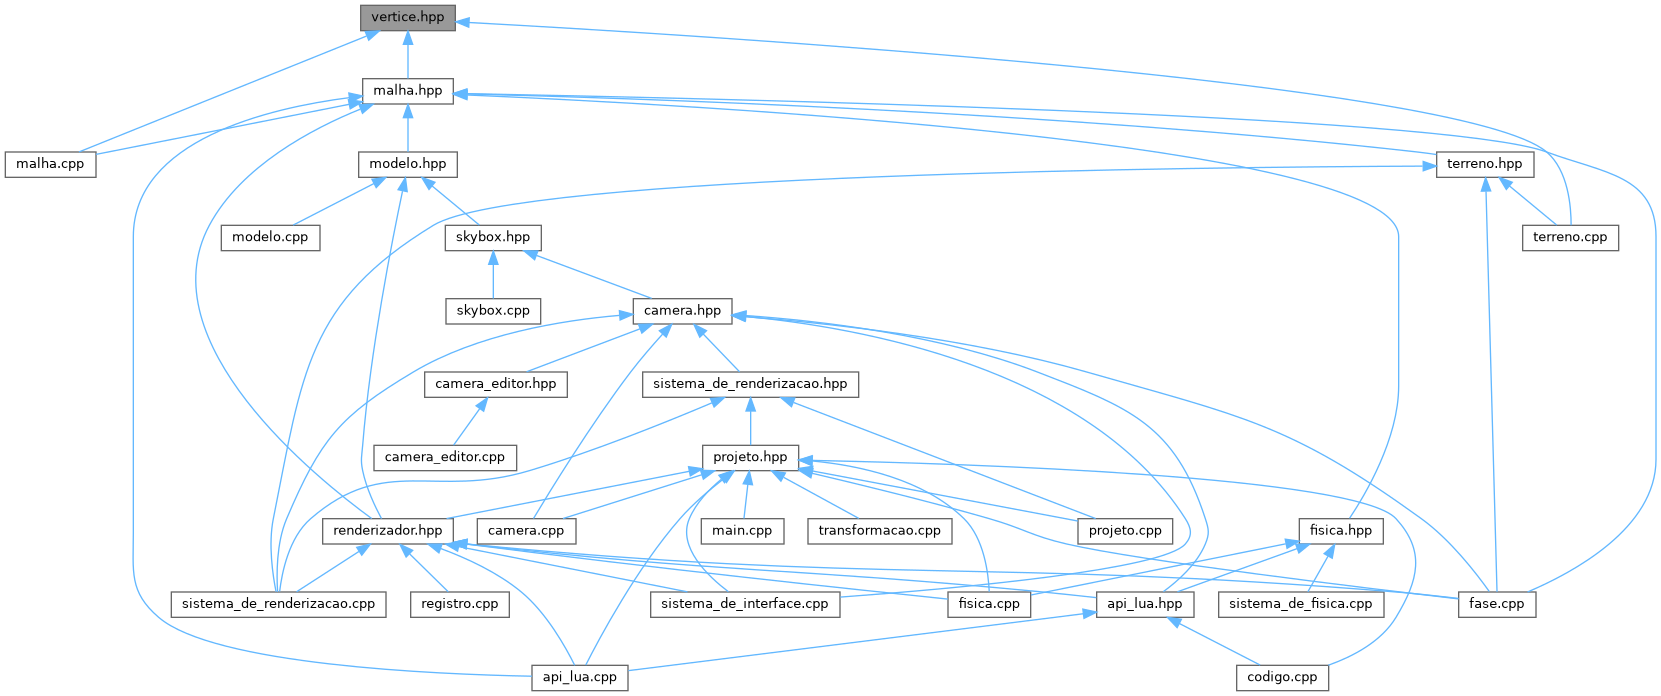 vertice.hpp
malha.hpp
malha.cpp
modelo.hpp
terreno.hpp
modelo.cpp
skybox.hpp
terreno.cpp
skybox.cpp
camera.hpp
camera_editor.hpp
sistema_de_renderizacao.hpp
camera_editor.cpp
projeto.hpp
renderizador.hpp
camera.cpp
main.cpp
transformacao.cpp
projeto.cpp
fisica.hpp
sistema_de_renderizacao.cpp
registro.cpp
sistema_de_interface.cpp
fisica.cpp
api_lua.hpp
sistema_de_fisica.cpp
fase.cpp
api_lua.cpp
codigo.cpp